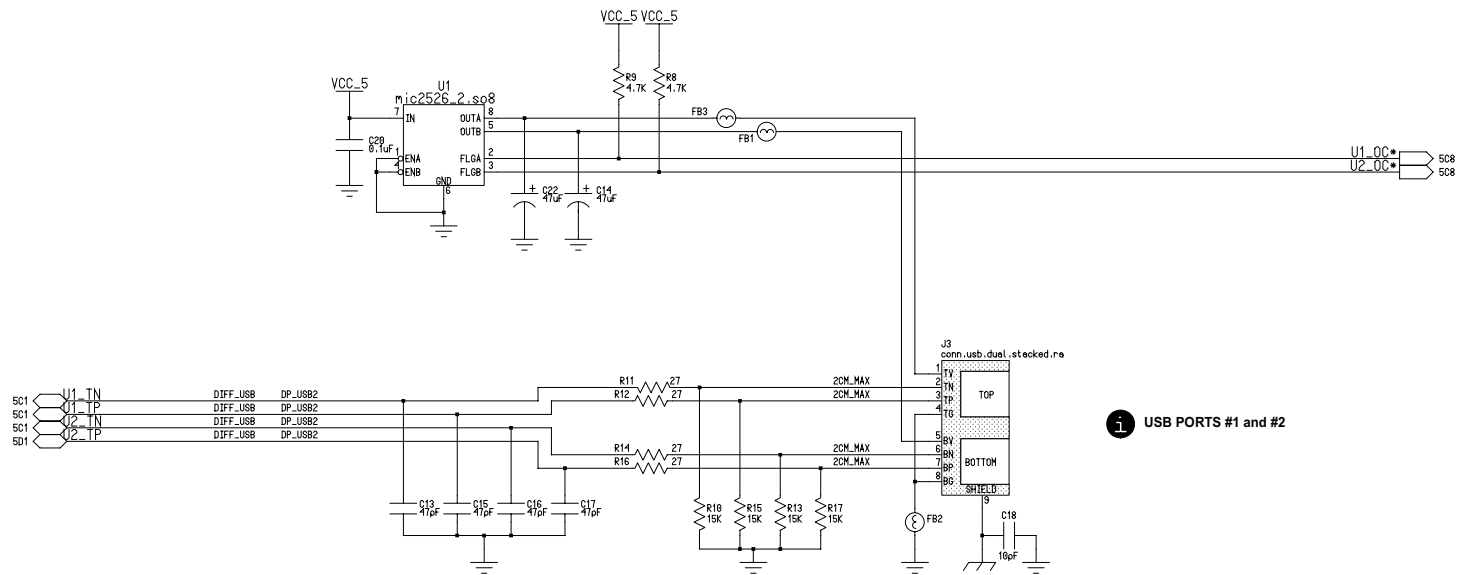 VCC_5 VCC_5
R9
4.7K
R8
4.7K
VCC_5
U1
mic2526_2.so8
7 IN
OUTA 8
OUTB 5
C20
0.1uF
1 ENA
4 ENB
FLGA 2
FLGB 3
GND
6
FB3
FB1
C22
47uF
C14
47uF
U1_OC* 5C8
U2_OC* 5C8
J3
conn.usb.dual.stacked.ra
1 TV
2 TN
3 TP
4 TG
TOP
5 BV
6 BN
7 BP
8 BG
BOTTOM
SHIELD
9
5C1 U1_TN DIFF_USB DP_USB2 R11 27 2CM_MAX
5C1 U1_TP DIFF_USB DP_USB2 R12 27 2CM_MAX
5C1 U2_TN DIFF_USB DP_USB2 R14 27 2CM_MAX
5D1 U2_TP DIFF_USB DP_USB2 R16 27 2CM_MAX
i USB PORTS #1 and #2
C13
47pF
C15
47pF
C16
47pF
C17
47pF
R10
15K
R15
15K
R13
15K
R17
15K
FB2
C18
10pF